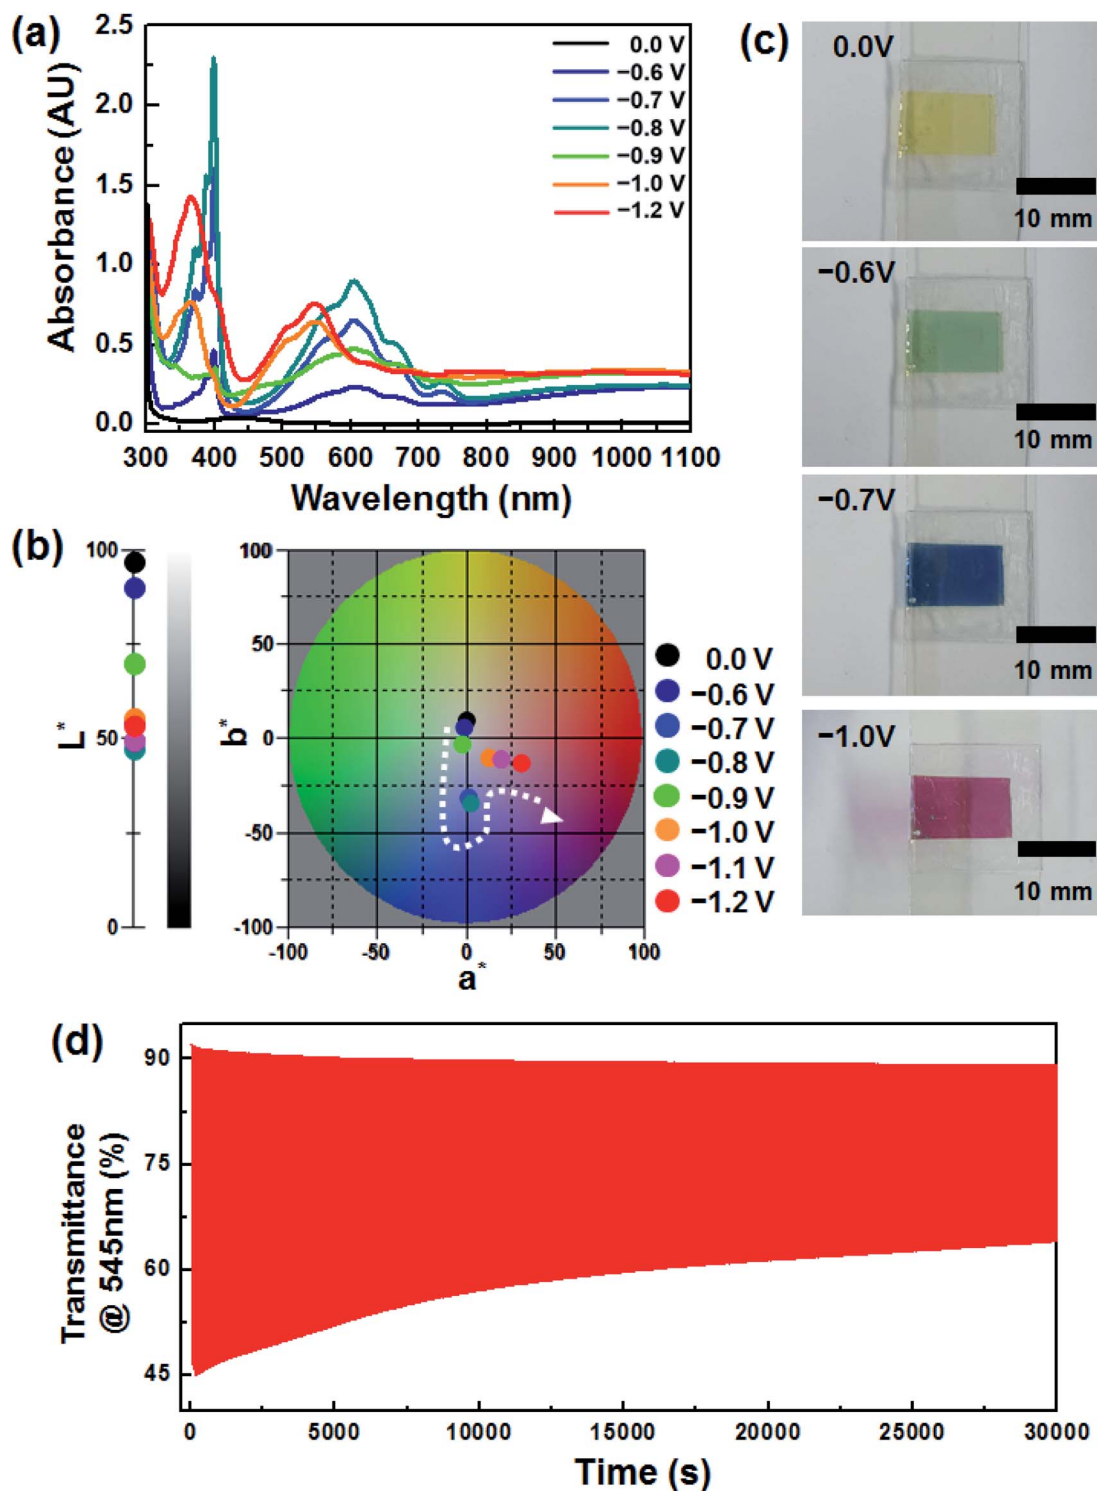 (a)
2.5
2.0
1.5
1.0
0.5
0.0
Absorbance (AU)
0.0 V
−0.6 V
−0.7 V
−0.8 V
−0.9 V
−1.0 V
−1.2 V
300 400 500 600 700 800 900 1000 1100
Wavelength (nm)
(b)
100
50
0
L*
100
50
0
-50
-100
b*
-100 -50 0 50 100
a*
0.0 V
−0.6 V
−0.7 V
−0.8 V
−0.9 V
−1.0 V
−1.1 V
−1.2 V
(c)
0.0V
10 mm
−0.6V
10 mm
−0.7V
10 mm
−1.0V
10 mm
(d)
90
75
60
45
Transmittance
@ 545nm (%)
0 5000 10000 15000 20000 25000 30000
Time (s)